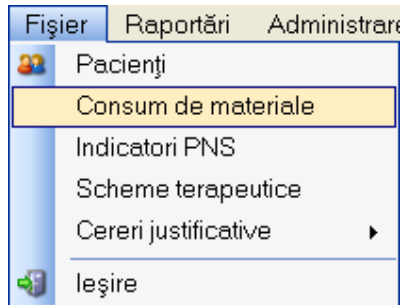 Fişier Raportări Administrare
Pacienţi
Consum de materiale
Indicatori PNS
Scheme terapeutice
Cereri justificative
Ieşire